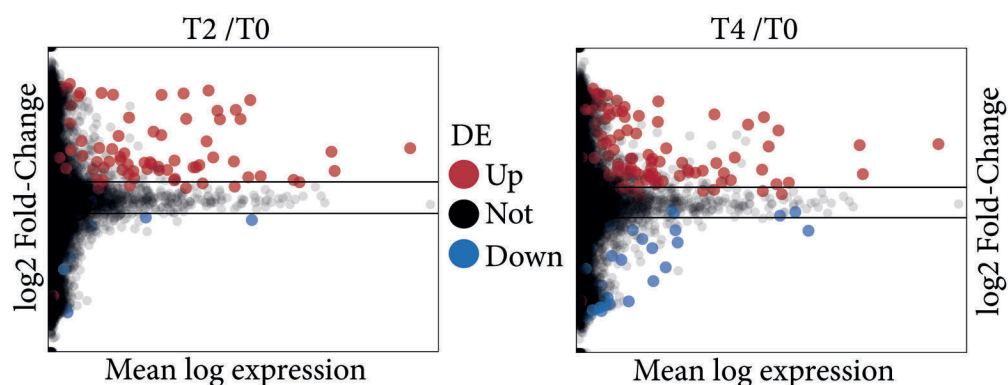 T2 /T0
T4 /T0
log2 Fold-Change
DE
Up
Not
Down
log2 Fold-Change
Mean log expression
Mean log expression